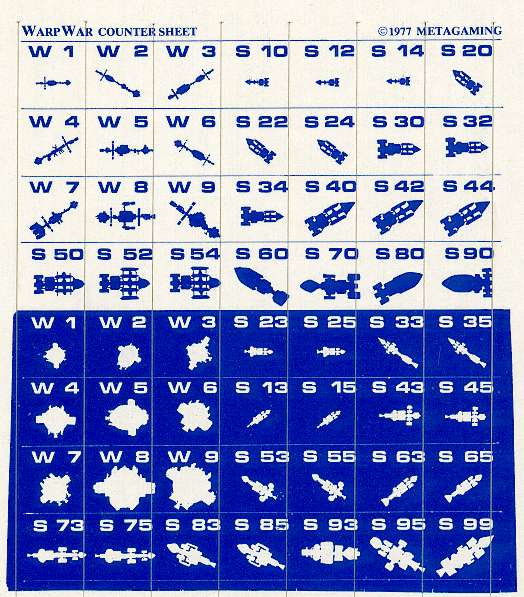 WARPWAR COUNTER SHEET ©1977 METAGAMING
W 1 W 2 W 3 S 10 S 12 S 14 S 20
W 4 W 5 W 6 S 22 S 24 S 30 S 32
W 7 W 8 W 9 S 34 S 40 S 42 S 44
S 50 S 52 S 54 S 60 S 70 S 80 S 90
W 1 W 2 W 3 S 23 S 25 S 33 S 35
W 4 W 5 W 6 S 13 S 15 S 43 S 45
W 7 W 8 W 9 S 53 S 55 S 63 S 65
S 73 S 75 S 83 S 85 S 93 S 95 S 99